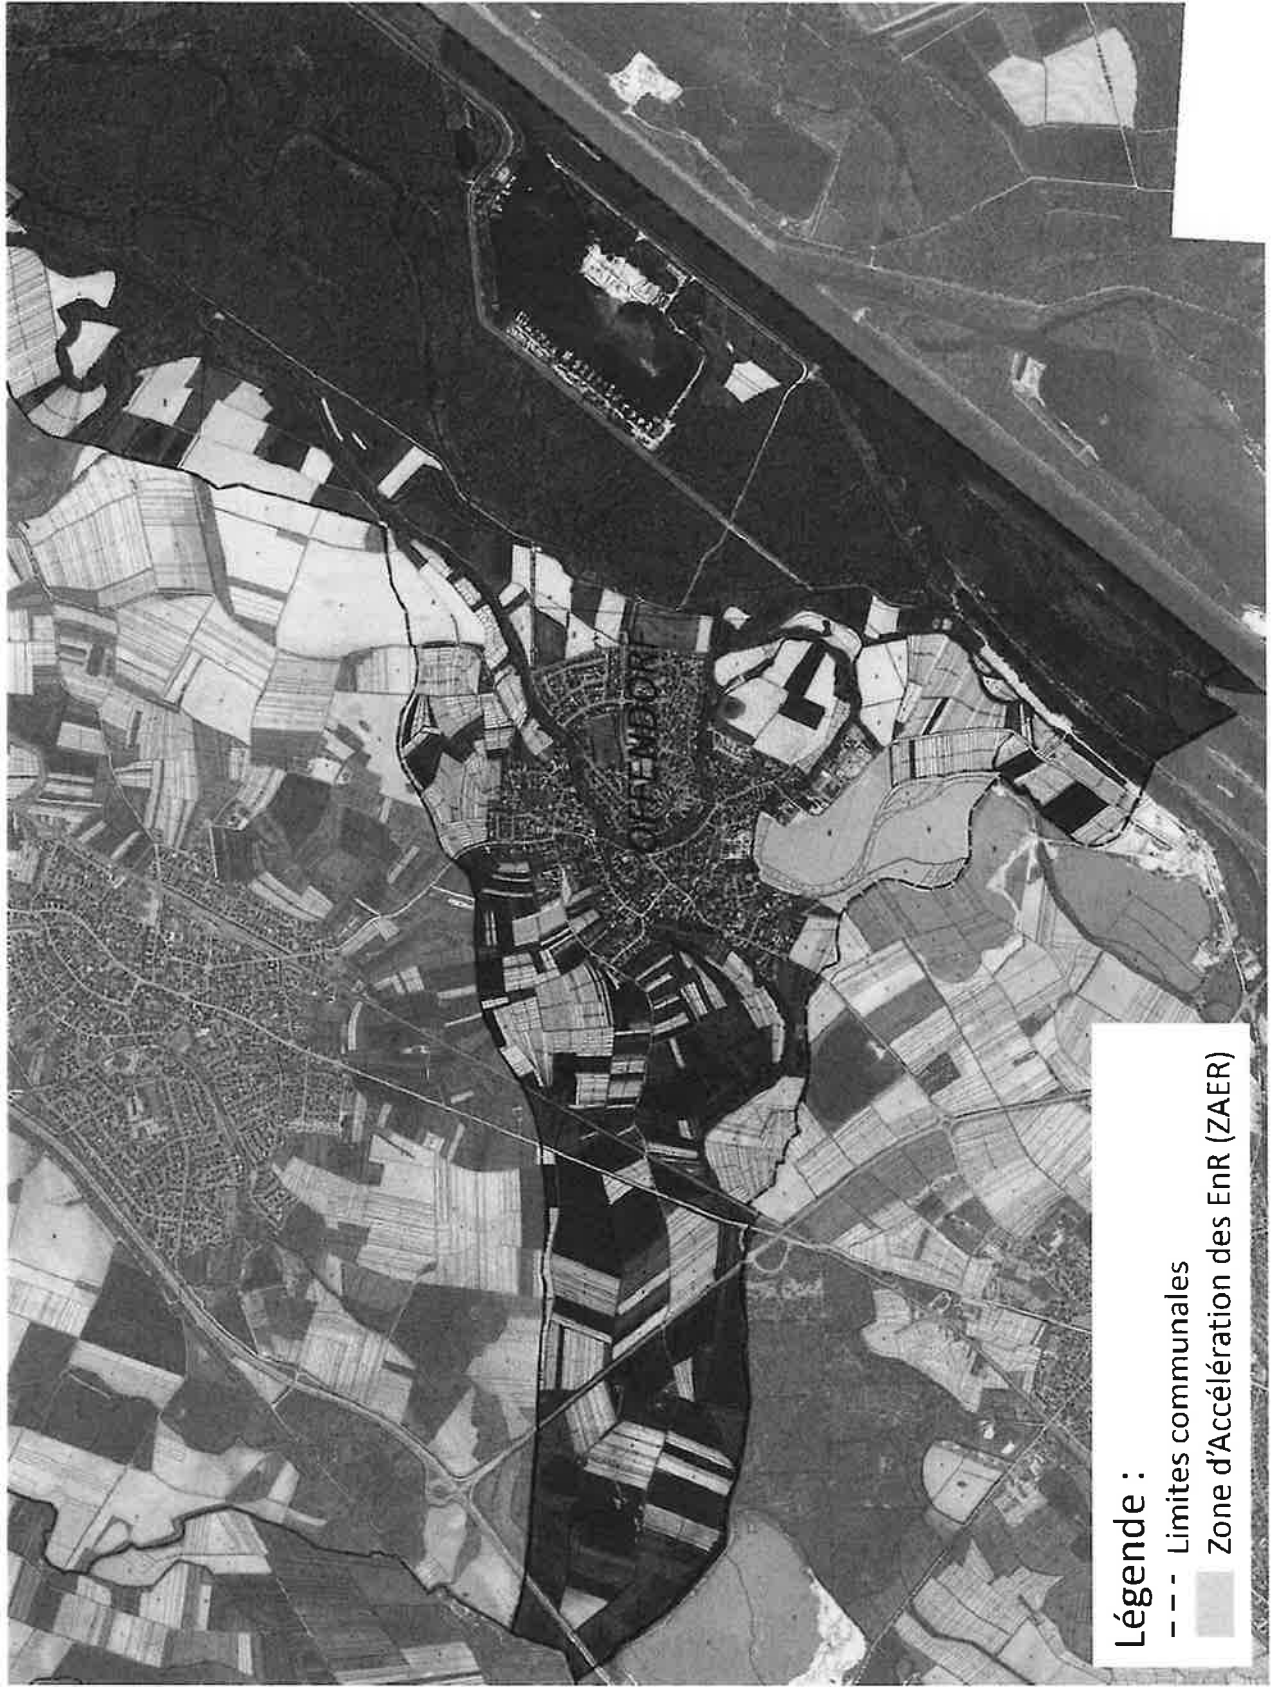 OFFENDORF
Légende :
Limites communales
Zone d'Accélération des EnR (ZAER)